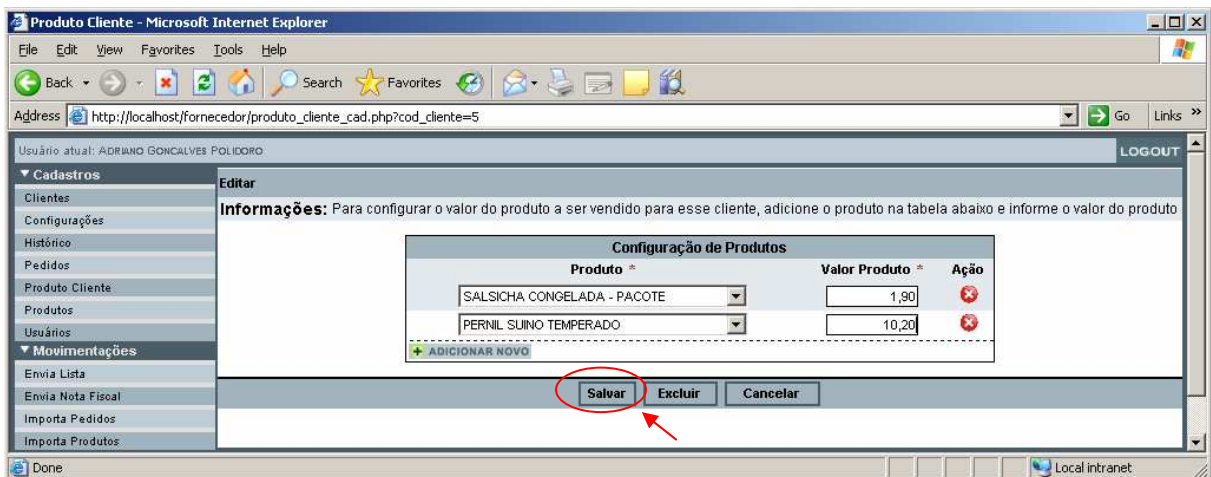 Produto Cliente - Microsoft Internet Explorer
File Edit View Favorites Tools Help
Back Search Favorites
Address http://localhost/fornecedor/produto_cliente_cad.php?cod_cliente=5 Go Links »
Usuário atual: ADRIANO GONCALVES POLIDORO LOGOUT
▼ Cadastros
Clientes
Configurações
Histórico
Pedidos
Produto Cliente
Produtos
Usuários
▼ Movimentações
Envia Lista
Envia Nota Fiscal
Importa Pedidos
Importa Produtos
Editar
Informações: Para configurar o valor do produto a ser vendido para esse cliente, adicione o produto na tabela abaixo e informe o valor do produto
Configuração de Produtos
Produto * Valor Produto * Ação
SALSICHA CONGELADA - PACOTE 1,90
PERNIL SUINO TEMPERADO 10,20
+ ADICIONAR NOVO
Salvar Excluir Cancelar
Done Local intranet